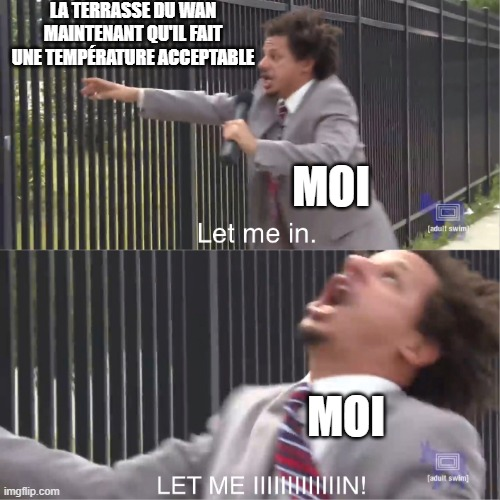 LA TERRASSE DU WAN
MAINTENANT QU'IL FAIT
UNE TEMPÉRATURE ACCEPTABLE
MOI
[adult swim]
Let me in.
MOI
[adult swim]
LET ME IIIIIIIIIIIIIN!
imgflip.com